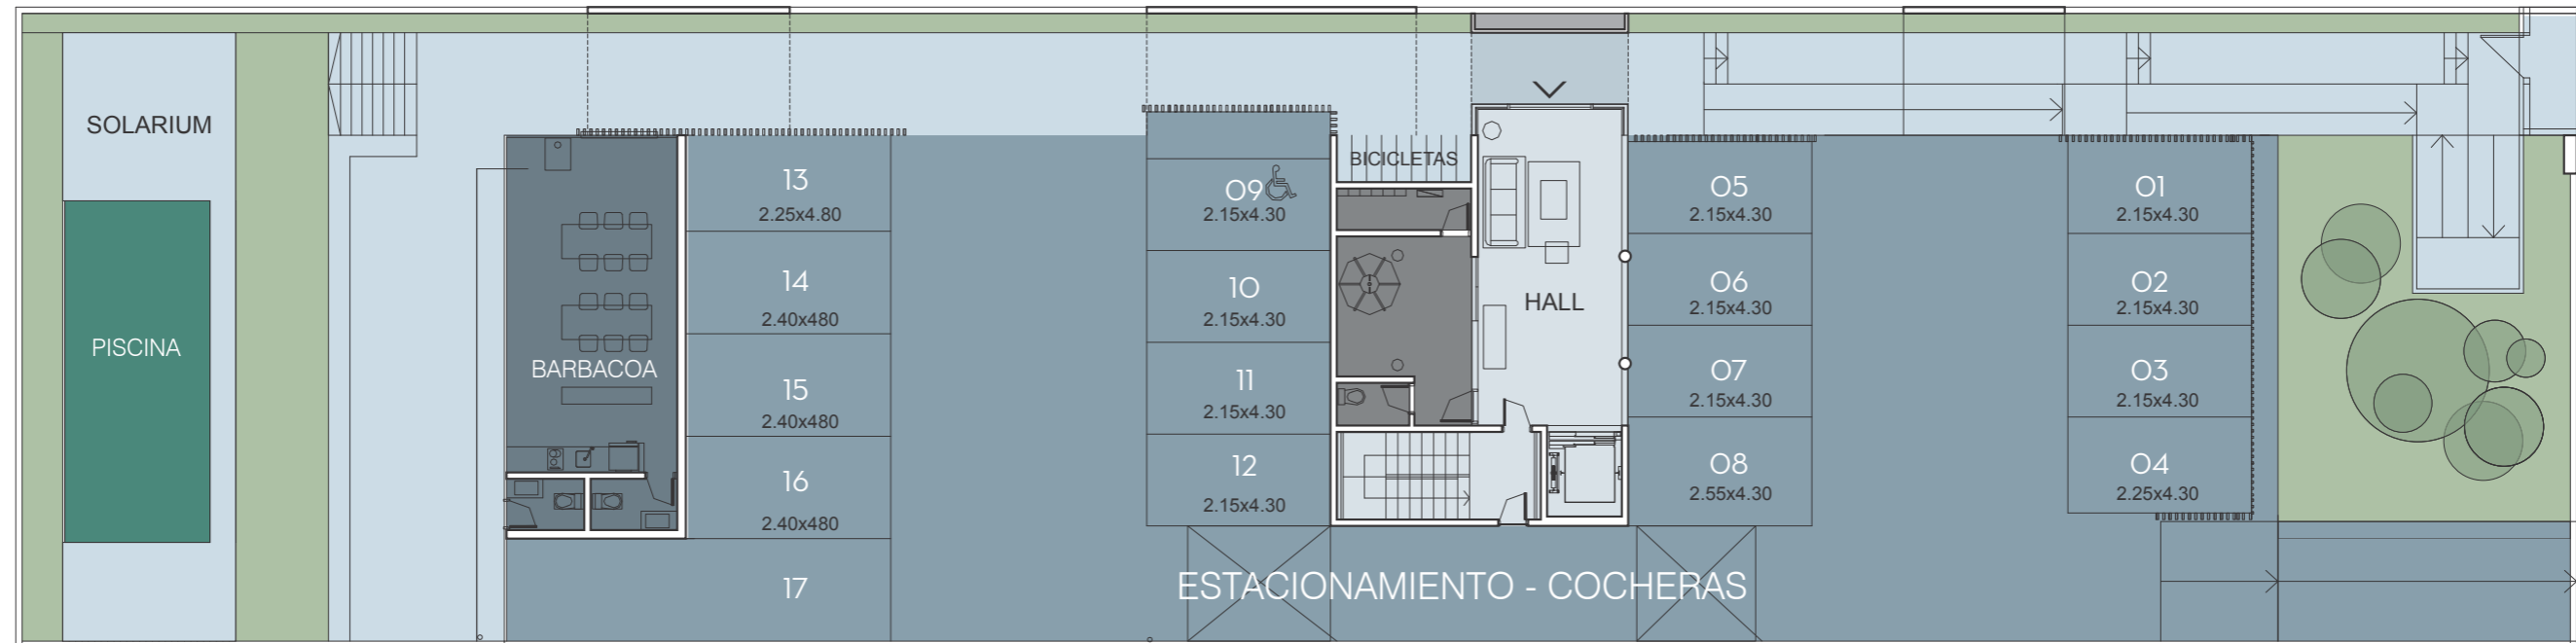 SOLARIUM
PISCINA
BARBACOA
13
2.25x4.80
14
2.40x480
15
2.40x480
16
2.40x480
17
09
2.15x4.30
10
2.15x4.30
11
2.15x4.30
12
2.15x4.30
BICICLETAS
HALL
05
2.15x4.30
06
2.15x4.30
07
2.15x4.30
08
2.55x4.30
01
2.15x4.30
02
2.15x4.30
03
2.15x4.30
04
2.25x4.30
ESTACIONAMIENTO - COCHERAS